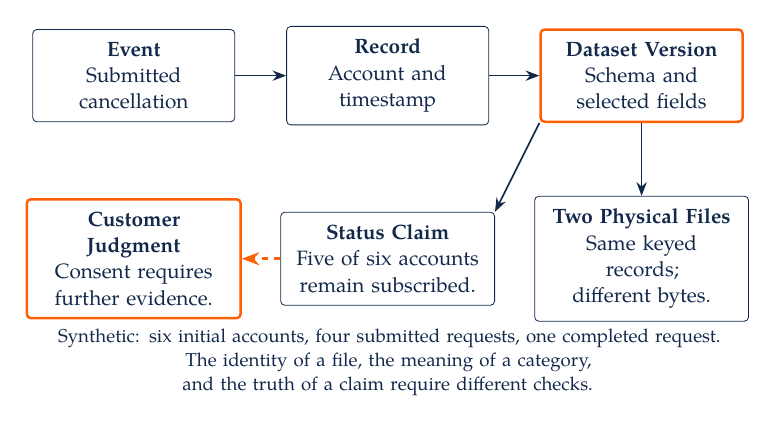 Event
Submitted
cancellation
Record
Account and
timestamp
Dataset Version
Schema and
selected fields
Customer
Judgment
Consent requires
further evidence.
Status Claim
Five of six accounts
remain subscribed.
Two Physical Files
Same keyed
records;
different bytes.
Synthetic: six initial accounts, four submitted requests, one completed request.
The identity of a file, the meaning of a category,
and the truth of a claim require different checks.